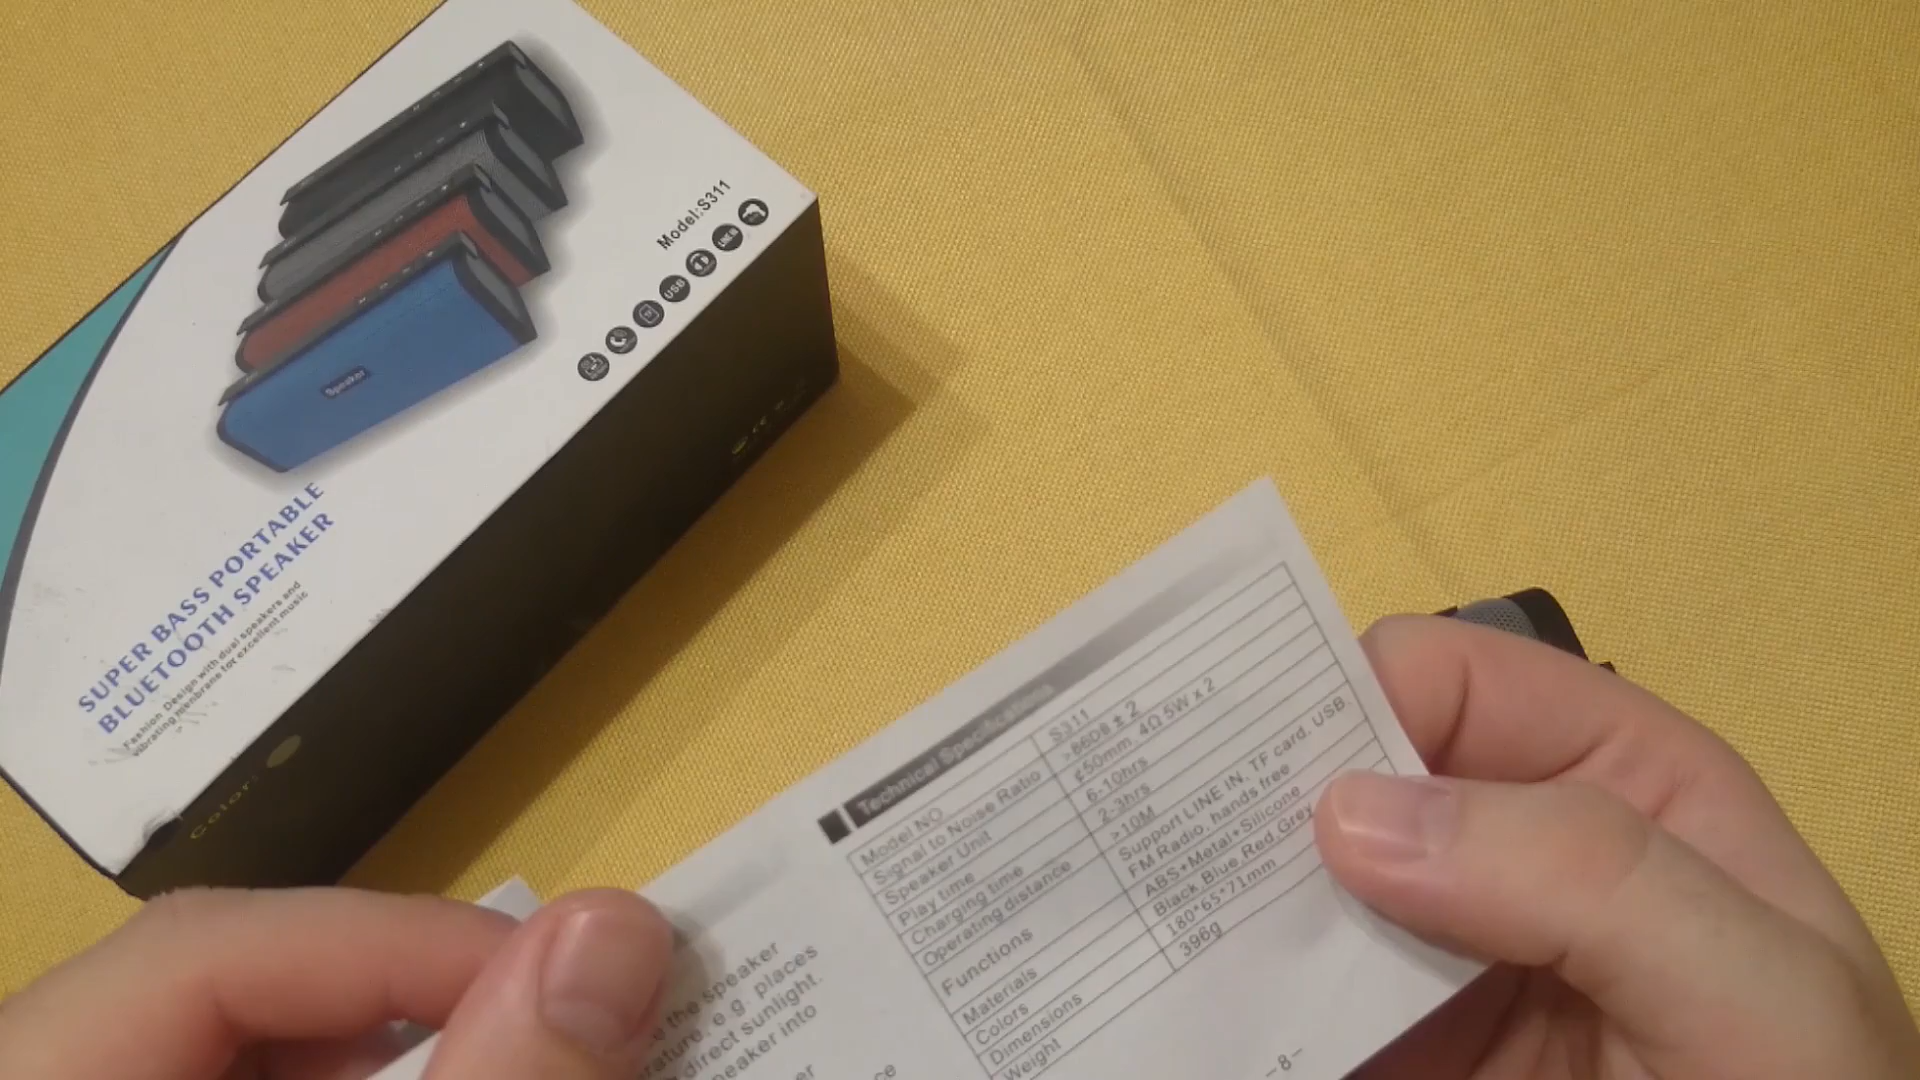 Speaker
Model:S311
USB
LINE IN
SUPER BASS PORTABLE
BLUETOOTH SPEAKER
Fashion Design with dual speakers and
vibrating membrane for excellent music
Color:
Technical Specifications
Model NO S311
Signal to Noise Ratio
Speaker Unit ¢50mm, 4Ω 5W x 2
Play time 6-10hrs
Charging time 2-3hrs
Operating distance >10M
Functions Support LINE IN, TF card, USB,
FM Radio, hands free
Materials ABS+Metal+Silicone
Colors Black,Blue,Red,Grey
Dimensions 180*65*71mm
Weight 396g
-8-
the speaker
e.g. places
direct sunlight.
into